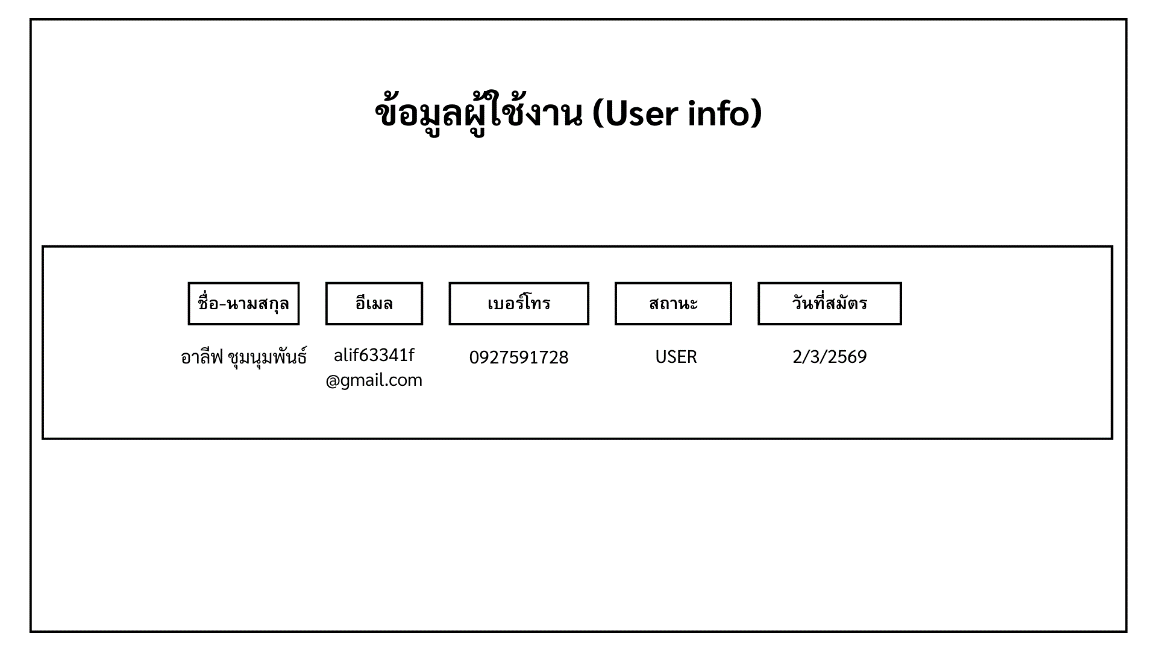 ข้อมูลผู้ใช้งาน (User info)
ชื่อ-นามสกุล อีเมล เบอร์โทร สถานะ วันที่สมัตร
อาลีฟ ชุมนุมพันธ์ alif63341f 0927591728 USER 2/3/2569
@gmail.com